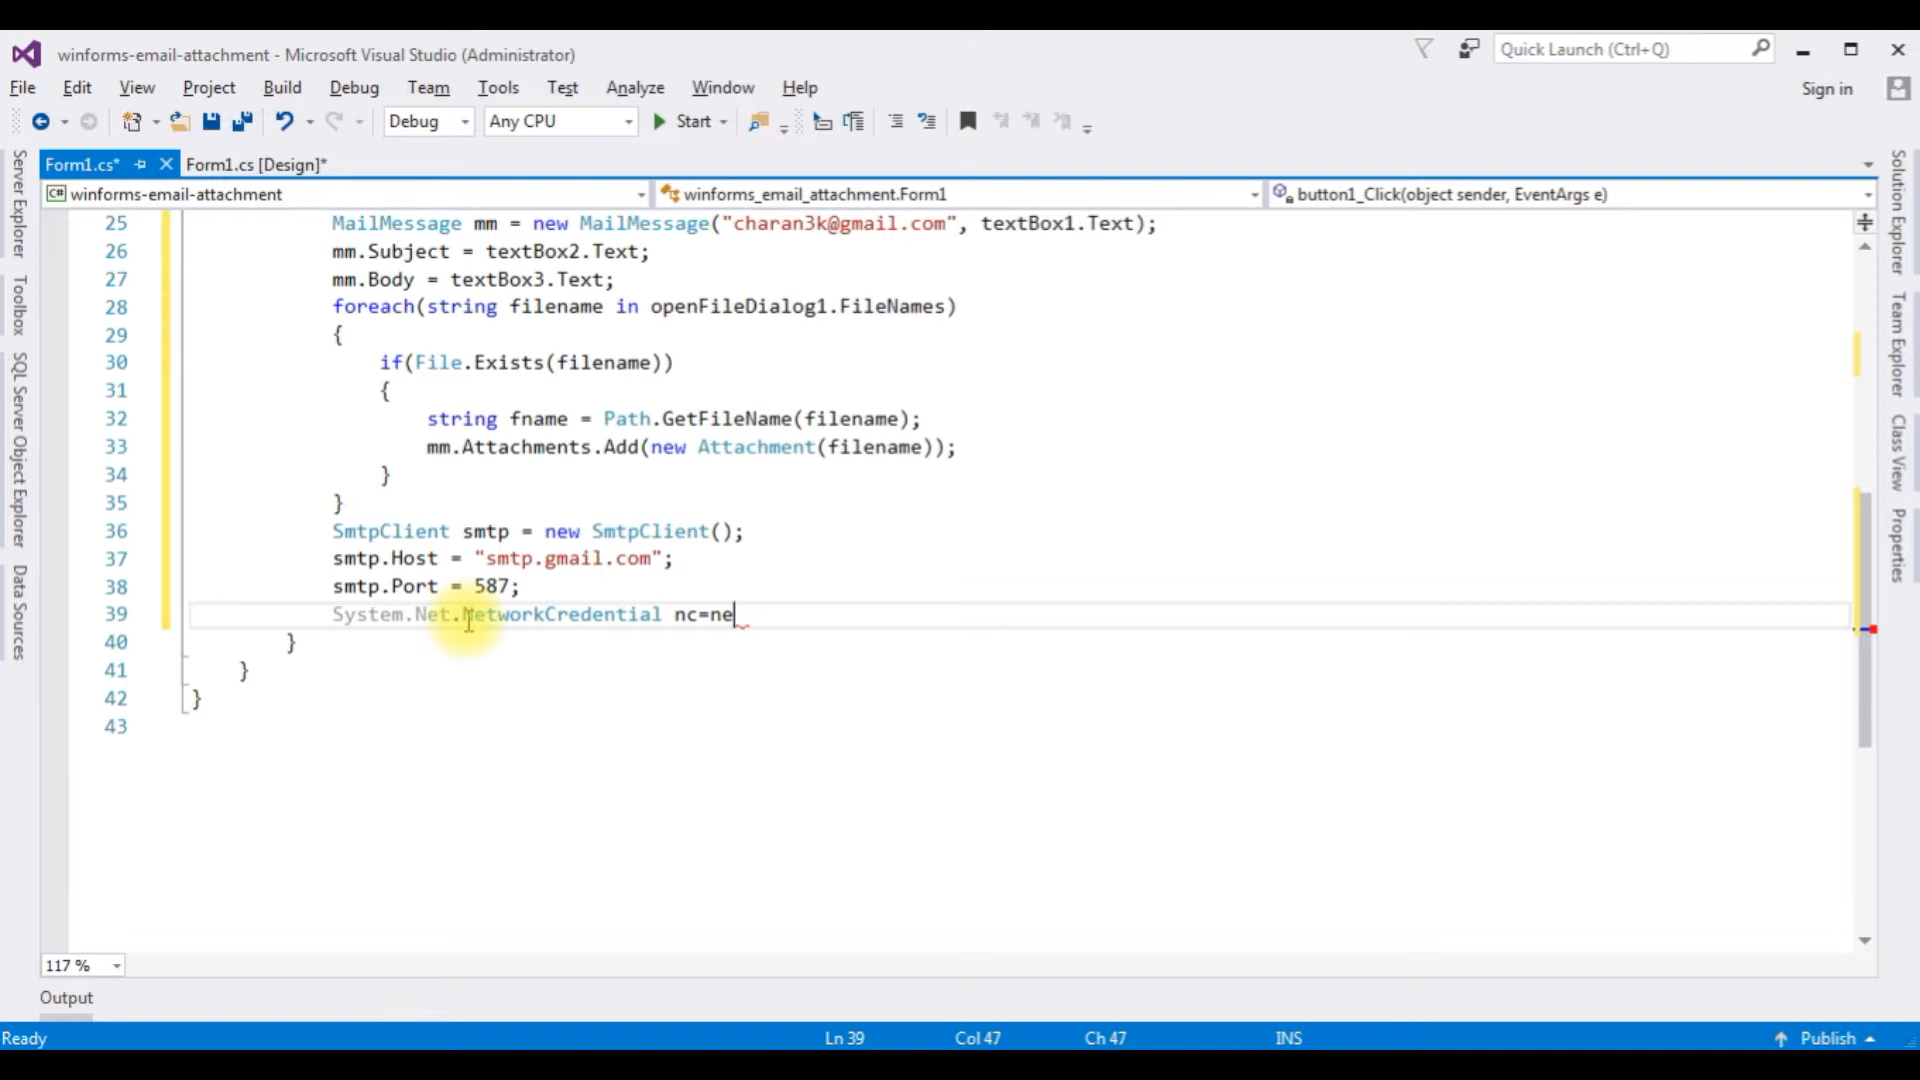 winforms-email-attachment - Microsoft Visual Studio (Administrator)
Quick Launch (Ctrl+Q)
File Edit View Project Build Debug Team Tools Test Analyze Window Help
Sign in
Debug Any CPU Start
Form1.cs* Form1.cs [Design]*
C# winforms-email-attachment winforms_email_attachment.Form1 button1_Click(object sender, EventArgs e)
Server Explorer
Toolbox
SQL Server Object Explorer
Data Sources
25 MailMessage mm = new MailMessage("charan3k@gmail.com", textBox1.Text);
26 mm.Subject = textBox2.Text;
27 mm.Body = textBox3.Text;
28 foreach(string filename in openFileDialog1.FileNames)
29 {
30 if(File.Exists(filename))
31 {
32 string fname = Path.GetFileName(filename);
33 mm.Attachments.Add(new Attachment(filename));
34 }
35 }
36 SmtpClient smtp = new SmtpClient();
37 smtp.Host = "smtp.gmail.com";
38 smtp.Port = 587;
39 System.Net.NetworkCredential nc=ne
40 }
41 }
42 }
43
Solution Explorer
Team Explorer
Class View
Properties
117 %
Output
Ready Ln 39 Col 47 Ch 47 INS Publish